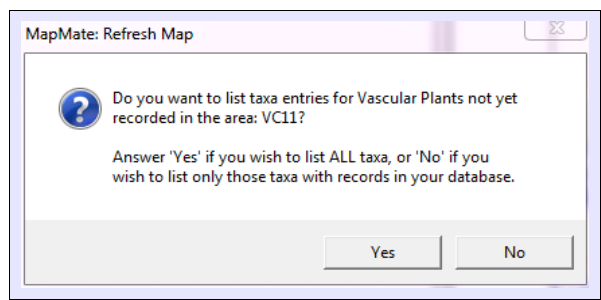 MapMate: Refresh Map
Do you want to list taxa entries for Vascular Plants not yet
recorded in the area: VC11?
Answer 'Yes' if you wish to list ALL taxa, or 'No' if you
wish to list only those taxa with records in your database.
Yes
No